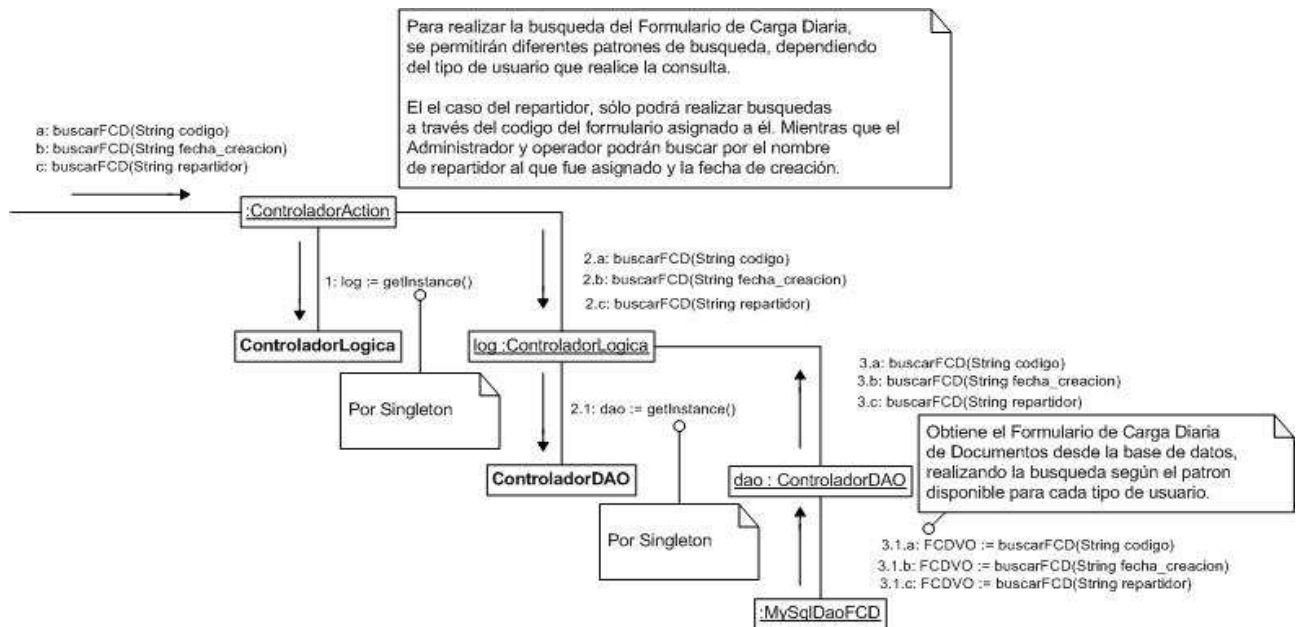 Para realizar la busqueda del Formulario de Carga Diaria,
se permitirán diferentes patrones de busqueda, dependiendo
del tipo de usuario que realice la consulta.
El el caso del repartidor, sólo podrá realizar busquedas
a través del codigo del formulario asignado a él. Mientras que el
Administrador y operador podrán buscar por el nombre
de repartidor al que fue asignado y la fecha de creación.
a: buscarFCD(String codigo)
b: buscarFCD(String fecha_creacion)
c: buscarFCD(String repartidor)
:ControladorAction
1: log := getInstance()
2.a: buscarFCD(String codigo)
2.b: buscarFCD(String fecha_creacion)
2.c: buscarFCD(String repartidor)
ControladorLogica
log :ControladorLogica
Por Singleton
2.1: dao := getInstance()
3.a: buscarFCD(String codigo)
3.b: buscarFCD(String fecha_creacion)
3.c: buscarFCD(String repartidor)
ControladorDAO
dao : ControladorDAO
Obtiene el Formulario de Carga Diaria
de Documentos desde la base de datos,
realizando la busqueda según el patron
disponible para cada tipo de usuario.
Por Singleton
3.1.a: FCDVO := buscarFCD(String codigo)
3.1.b: FCDVO := buscarFCD(String fecha_creacion)
3.1.c: FCDVO := buscarFCD(String repartidor)
:MySqlDaoFCD